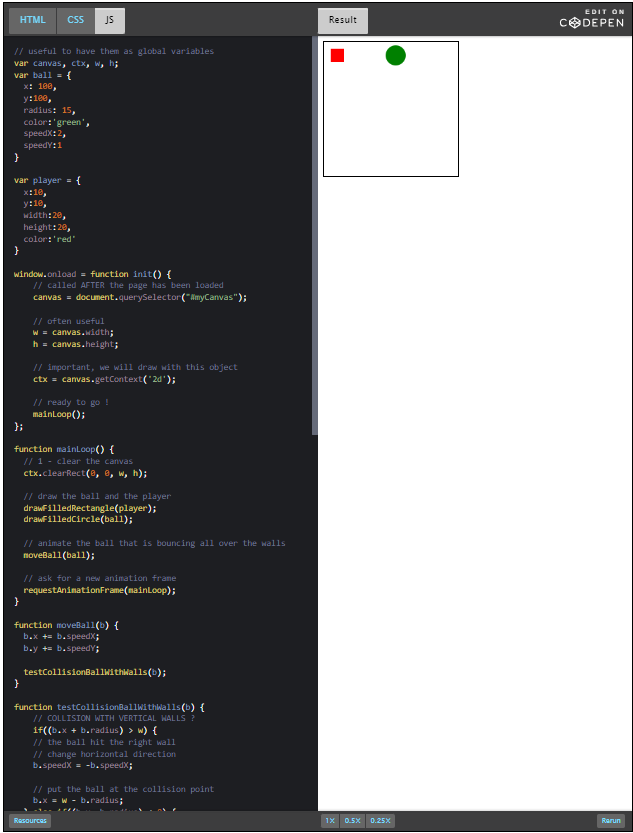 HTML CSS JS Result EDIT ON
CODEPEN
// useful to have them as global variables
var canvas, ctx, w, h;
var ball = {
  x: 100,
  y:100,
  radius: 15,
  color:'green',
  speedX:2,
  speedY:1
}
var player = {
  x:10,
  y:10,
  width:20,
  height:20,
  color:'red'
}
window.onload = function init() {
    // called AFTER the page has been loaded
    canvas = document.querySelector("#myCanvas");
    // often useful
    w = canvas.width;
    h = canvas.height;
    // important, we will draw with this object
    ctx = canvas.getContext('2d');
    // ready to go !
    mainLoop();
};
function mainLoop() {
  // 1 - clear the canvas
  ctx.clearRect(0, 0, w, h);
  // draw the ball and the player
  drawFilledRectangle(player);
  drawFilledCircle(ball);
  // animate the ball that is bouncing all over the walls
  moveBall(ball);
  // ask for a new animation frame
  requestAnimationFrame(mainLoop);
}
function moveBall(b) {
  b.x += b.speedX;
  b.y += b.speedY;
  testCollisionBallWithWalls(b);
}
function testCollisionBallWithWalls(b) {
    // COLLISION WITH VERTICAL WALLS ?
    if((b.x + b.radius) > w) {
    // the ball hit the right wall
    // change horizontal direction
    b.speedX = -b.speedX;
    // put the ball at the collision point
    b.x = w - b.radius;
Resources 1X 0.5X 0.25X Rerun